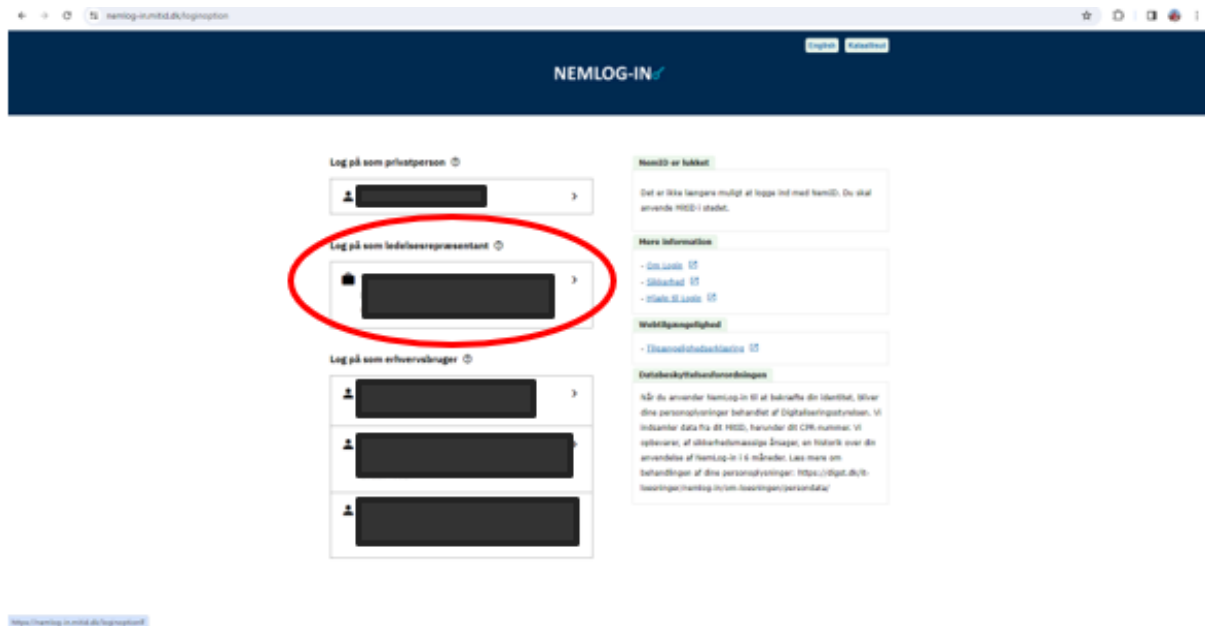 nemlog-in.mitid.dk/loginoption
English Kalaallisut
NEMLOG-IN
Log på som privatperson
Log på som ledelsesrepræsentant
Log på som erhvervsbruger
NemID er lukket
Det er ikke længere muligt at logge ind med NemID. Du skal
anvende MitID i stedet.
Mere information
- Om Login
- Sikkerhed
- Hjælp til Login
Webtilgængelighed
- Tilgængelighedserklæring
Databeskyttelsesforordningen
Når du anvender NemLog-in til at bekræfte din identitet, bliver
dine personoplysninger behandlet af Digitaliseringsstyrelsen. Vi
indsamler data fra dit MitID, herunder dit CPR-nummer. Vi
opbevarer, af sikkerhedsmæssige årsager, en historik over din
anvendelse af NemLog-in i 6 måneder. Læs mere om
behandlingen af dine personoplysninger: https://digst.dk/it-
loesninger/nemlog-in/om-loesningen/persondata/
https://nemlog-in.mitid.dk/loginoption#